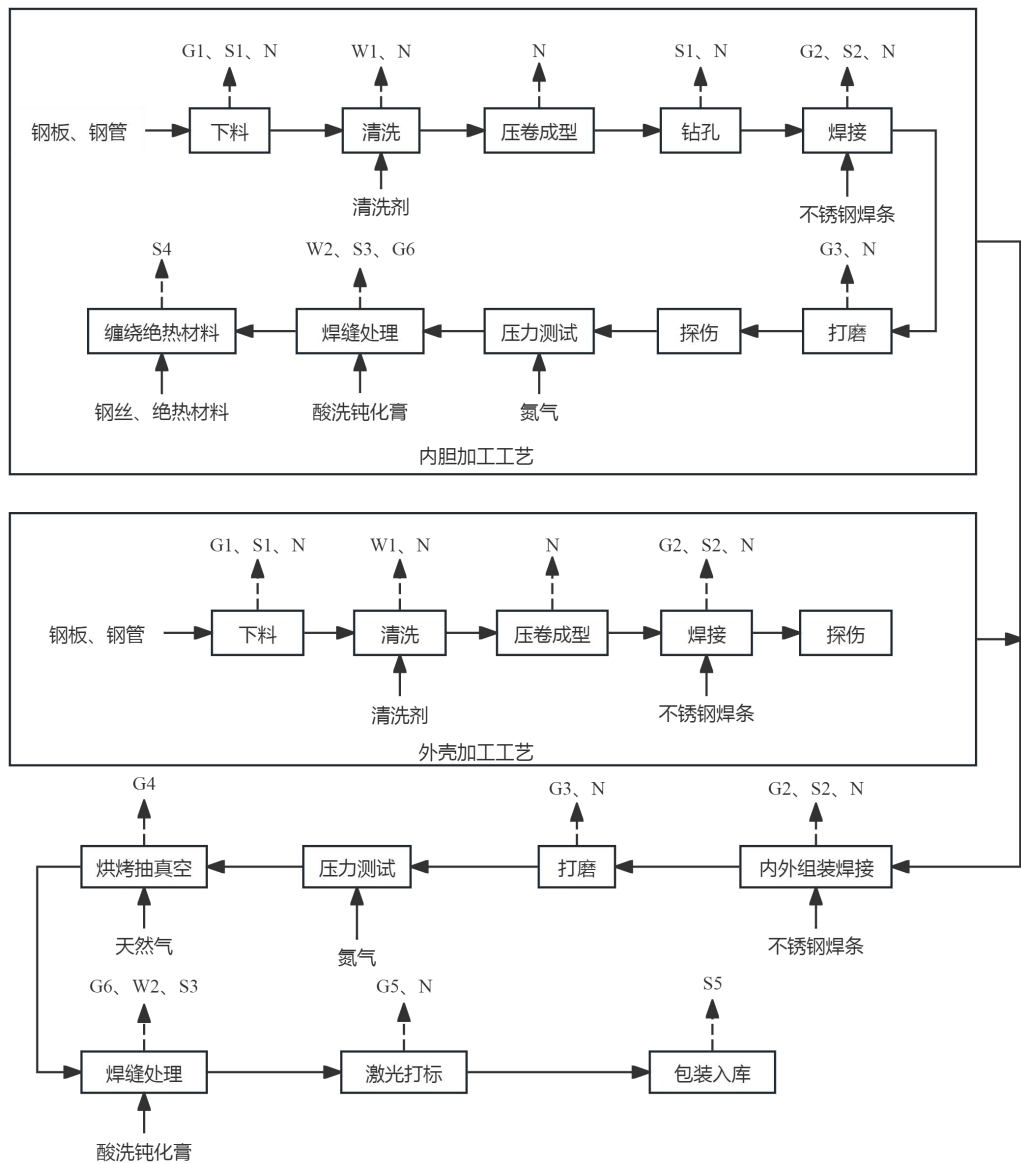 G1、S1、N
W1、N
N
S1、N
G2、S2、N
钢板、钢管
下料
清洗
压卷成型
钻孔
焊接
清洗剂
不锈钢焊条
S4
W2、S3、G6
G3、N
缠绕绝热材料
焊缝处理
压力测试
探伤
打磨
钢丝、绝热材料
酸洗钝化膏
氮气
内胆加工工艺
G1、S1、N
W1、N
N
G2、S2、N
钢板、钢管
下料
清洗
压卷成型
焊接
探伤
清洗剂
不锈钢焊条
外壳加工工艺
G4
G3、N
G2、S2、N
烘烤抽真空
压力测试
打磨
内外组装焊接
天然气
氮气
不锈钢焊条
G6、W2、S3
G5、N
S5
焊缝处理
激光打标
包装入库
酸洗钝化膏